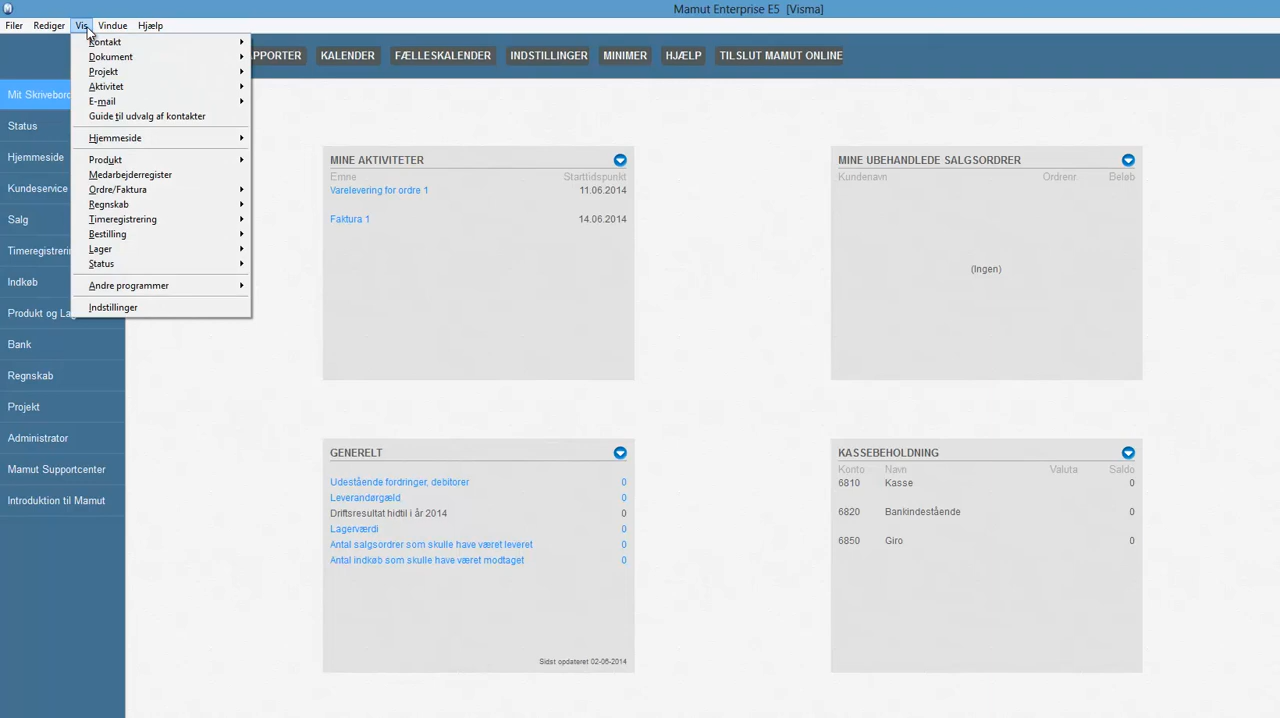 Mamut Enterprise E5 [Visma]
Filer Rediger Vis Vindue Hjælp
PPORTER KALENDER FÆLLESKALENDER INDSTILLINGER MINIMER HJÆLP TILSLUT MAMUT ONLINE
Kontakt
Dokument
Projekt
Aktivitet
E-mail
Guide til udvalg af kontakter
Hjemmeside
Produkt
Medarbejderregister
Ordre/Faktura
Regnskab
Timeregistrering
Bestilling
Lager
Status
Andre programmer
Indstillinger
Mit Skrivebord
Status
Hjemmeside
Kundeservice
Salg
Timeregistreri
Indkøb
Produkt og Lag
Bank
Regnskab
Projekt
Administrator
Mamut Supportcenter
Introduktion til Mamut
MINE AKTIVITETER
Emne Starttidspunkt
Varelevering for ordre 1 11.06.2014
Faktura 1 14.06.2014
MINE UBEHANDLEDE SALGSORDRER
Kundenavn Ordrenr Beløb
(Ingen)
GENERELT
Udestående fordringer, debitorer 0
Leverandørgæld 0
Driftsresultat hidtil i år 2014 0
Lagerværdi 0
Antal salgsordrer som skulle have været leveret 0
Antal indkøb som skulle have været modtaget 0
Sidst opdateret 02-06-2014
KASSEBEHOLDNING
Konto Navn Valuta Saldo
6810 Kasse 0
6820 Bankindestående 0
6850 Giro 0